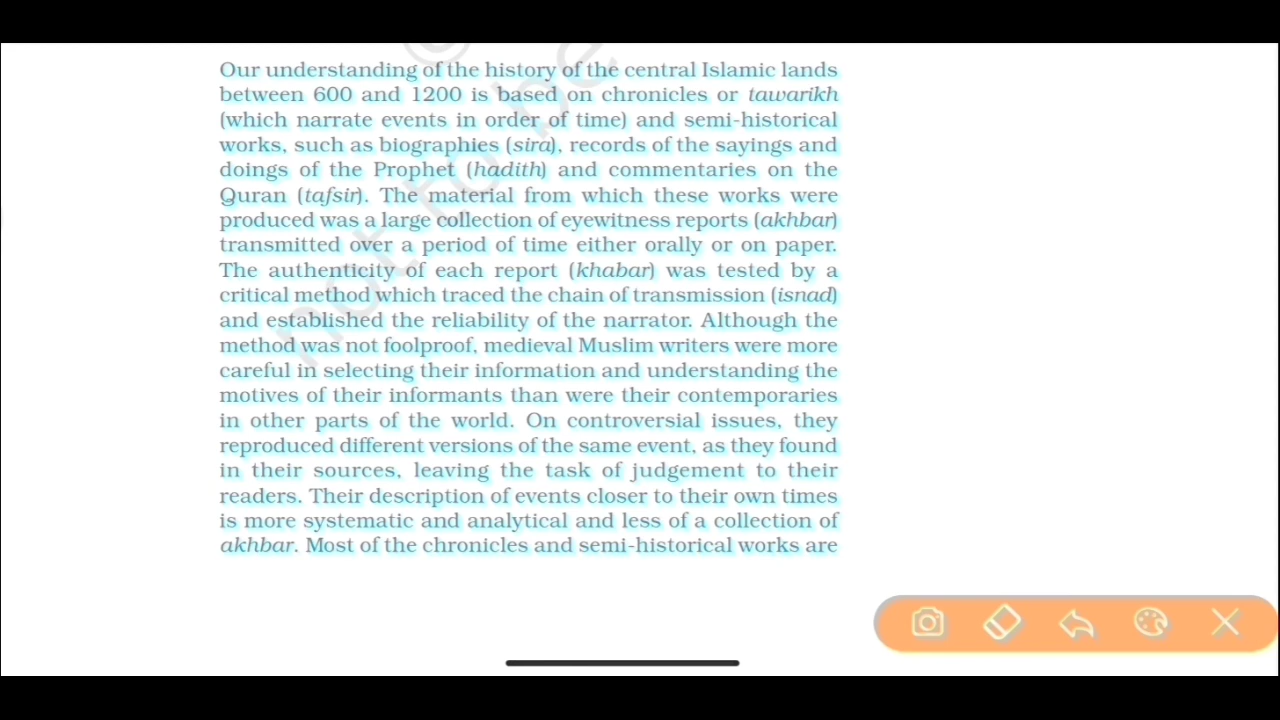 Our understanding of the history of the central Islamic lands
between 600 and 1200 is based on chronicles or tawarikh
(which narrate events in order of time) and semi-historical
works, such as biographies (sira), records of the sayings and
doings of the Prophet (hadith) and commentaries on the
Quran (tafsir). The material from which these works were
produced was a large collection of eyewitness reports (akhbar)
transmitted over a period of time either orally or on paper.
The authenticity of each report (khabar) was tested by a
critical method which traced the chain of transmission (isnad)
and established the reliability of the narrator. Although the
method was not foolproof, medieval Muslim writers were more
careful in selecting their information and understanding the
motives of their informants than were their contemporaries
in other parts of the world. On controversial issues, they
reproduced different versions of the same event, as they found
in their sources, leaving the task of judgement to their
readers. Their description of events closer to their own times
is more systematic and analytical and less of a collection of
akhbar. Most of the chronicles and semi-historical works are
not to be
©